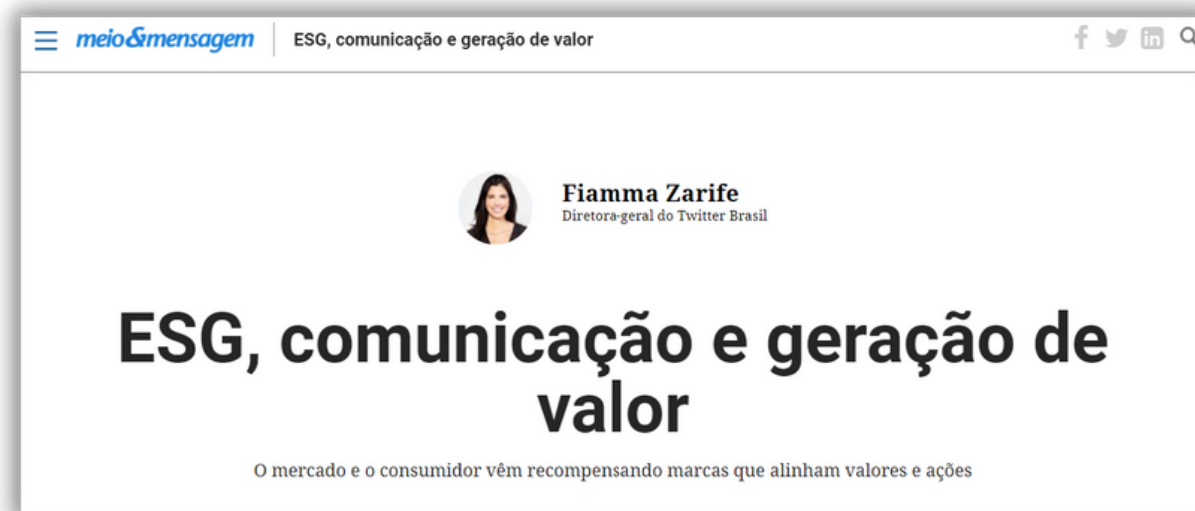 meio&mensagem
ESG, comunicação e geração de valor
Fiamma Zarife
Diretora-geral do Twitter Brasil
ESG, comunicação e geração de
valor
O mercado e o consumidor vêm recompensando marcas que alinham valores e ações